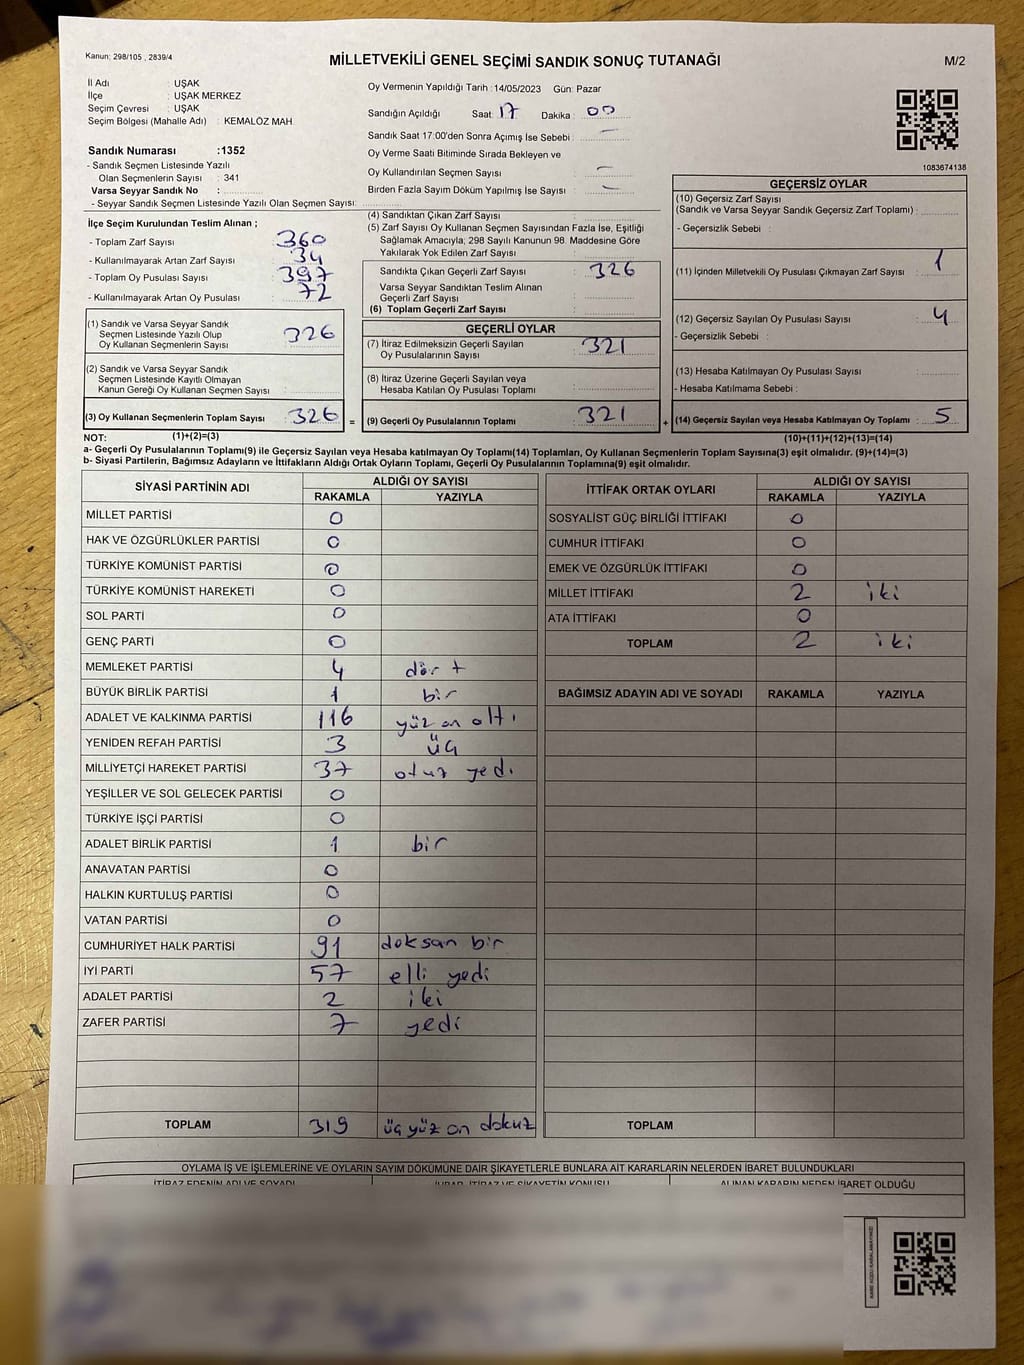 Kanun: 298/105 , 2839/4
MİLLETVEKİLİ GENEL SEÇİMİ SANDIK SONUÇ TUTANAĞI
M/2
İl Adı : UŞAK
İlçe : UŞAK MERKEZ
Seçim Çevresi : UŞAK
Seçim Bölgesi (Mahalle Adı) : KEMALÖZ MAH.
Sandık Numarası :1352
- Sandık Seçmen Listesinde Yazılı
Olan Seçmenlerin Sayısı : 341
Varsa Seyyar Sandık No :
- Seyyar Sandık Seçmen Listesinde Yazılı Olan Seçmen Sayısı:
Oy Vermenin Yapıldığı Tarih :14/05/2023 Gün: Pazar
Sandığın Açıldığı Saat: 17 Dakika : 00
Sandık Saat 17:00'den Sonra Açımış İse Sebebi : —
Oy Verme Saati Bitiminde Sırada Bekleyen ve
Oy Kullandırılan Seçmen Sayısı : —
Birden Fazla Sayım Döküm Yapılmış İse Sayısı : —
1083674138
İlçe Seçim Kurulundan Teslim Alınan ;
- Toplam Zarf Sayısı : 360
- Kullanılmayarak Artan Zarf Sayısı : 34
- Toplam Oy Pusulası Sayısı : 397
- Kullanılmayarak Artan Oy Pusulası : 72
(4) Sandıktan Çıkan Zarf Sayısı :
(5) Zarf Sayısı Oy Kullanan Seçmen Sayısından Fazla İse, Eşitliği
Sağlamak Amacıyla; 298 Sayılı Kanunun 98. Maddesine Göre
Yakılarak Yok Edilen Zarf Sayısı :
Sandıkta Çıkan Geçerli Zarf Sayısı : 326
Varsa Seyyar Sandıktan Teslim Alınan
Geçerli Zarf Sayısı :
(6) Toplam Geçerli Zarf Sayısı :
GEÇERSİZ OYLAR
(10) Geçersiz Zarf Sayısı
(Sandık ve Varsa Seyyar Sandık Geçersiz Zarf Toplamı) :
- Geçersizlik Sebebi :
(11) İçinden Milletvekili Oy Pusulası Çıkmayan Zarf Sayısı : 1
(12) Geçersiz Sayılan Oy Pusulası Sayısı : 4
- Geçersizlik Sebebi :
(13) Hesaba Katılmayan Oy Pusulası Sayısı :
- Hesaba Katılmama Sebebi :
(14) Geçersiz Sayılan veya Hesaba Katılmayan Oy Toplamı : 5
(10)+(11)+(12)+(13)=(14)
(1) Sandık ve Varsa Seyyar Sandık
Seçmen Listesinde Yazılı Olup
Oy Kullanan Seçmenlerin Sayısı : 326
(2) Sandık ve Varsa Seyyar Sandık
Seçmen Listesinde Kayıtlı Olmayan
Kanun Gereği Oy Kullanan Seçmen Sayısı :
(3) Oy Kullanan Seçmenlerin Toplam Sayısı : 326 =
(1)+(2)=(3)
GEÇERLİ OYLAR
(7) İtiraz Edilmeksizin Geçerli Sayılan
Oy Pusulalarının Sayısı : 321
(8) İtiraz Üzerine Geçerli Sayılan veya
Hesaba Katılan Oy Pusulası Toplamı :
(9) Geçerli Oy Pusulalarının Toplamı : 321 +
NOT:
a- Geçerli Oy Pusulalarının Toplamı(9) ile Geçersiz Sayılan veya Hesaba katılmayan Oy Toplamı(14) Toplamları, Oy Kullanan Seçmenlerin Toplam Sayısına(3) eşit olmalıdır. (9)+(14)=(3)
b- Siyasi Partilerin, Bağımsız Adayların ve İttifakların Aldığı Ortak Oyların Toplamı, Geçerli Oy Pusulalarının Toplamına(9) eşit olmalıdır.
SİYASİ PARTİNİN ADI ALDIĞI OY SAYISI
RAKAMLA YAZIYLA
MİLLET PARTİSİ 0
HAK VE ÖZGÜRLÜKLER PARTİSİ 0
TÜRKİYE KOMÜNİST PARTİSİ 0
TÜRKİYE KOMÜNİST HAREKETİ 0
SOL PARTİ 0
GENÇ PARTİ 0
MEMLEKET PARTİSİ 4 dört
BÜYÜK BİRLİK PARTİSİ 1 bir
ADALET VE KALKINMA PARTİSİ 116 yüz on altı
YENİDEN REFAH PARTİSİ 3 üç
MİLLİYETÇİ HAREKET PARTİSİ 37 otuz yedi
YEŞİLLER VE SOL GELECEK PARTİSİ 0
TÜRKİYE İŞÇİ PARTİSİ 0
ADALET BİRLİK PARTİSİ 1 bir
ANAVATAN PARTİSİ 0
HALKIN KURTULUŞ PARTİSİ 0
VATAN PARTİSİ 0
CUMHURİYET HALK PARTİSİ 91 doksan bir
İYİ PARTİ 57 elli yedi
ADALET PARTİSİ 2 iki
ZAFER PARTİSİ 7 yedi
TOPLAM 319 üç yüz on dokuz
İTTİFAK ORTAK OYLARI ALDIĞI OY SAYISI
RAKAMLA YAZIYLA
SOSYALİST GÜÇ BİRLİĞİ İTTİFAKI 0
CUMHUR İTTİFAKI 0
EMEK VE ÖZGÜRLÜK İTTİFAKI 0
MİLLET İTTİFAKI 2 iki
ATA İTTİFAKI 0
TOPLAM 2 iki
BAĞIMSIZ ADAYIN ADI VE SOYADI RAKAMLA YAZIYLA
TOPLAM
OYLAMA İŞ VE İŞLEMLERİNE VE OYLARIN SAYIM DÖKÜMÜNE DAİR ŞİKAYETLERLE BUNLARA AİT KARARLARIN NELERDEN İBARET BULUNDUKLARI
İTİRAZ EDENİN ADI VE SOYADI İHBAR, İTİRAZ VE ŞİKAYETİN KONUSU ALINAN KARARIN NEDEN İBARET OLDUĞU